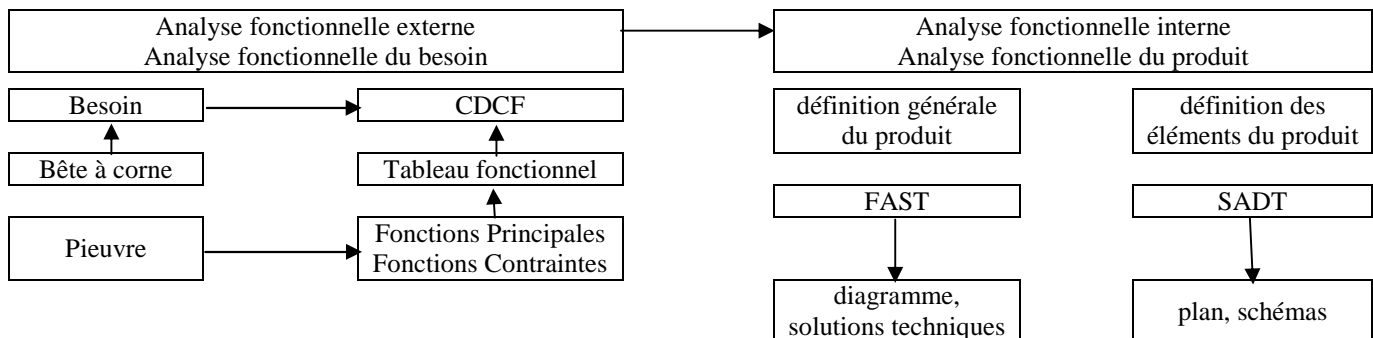 Analyse fonctionnelle externe
Analyse fonctionnelle du besoin
Analyse fonctionnelle interne
Analyse fonctionnelle du produit
Besoin
CDCF
définition générale
du produit
définition des
éléments du produit
Bête à corne
Tableau fonctionnel
FAST
SADT
Pieuvre
Fonctions Principales
Fonctions Contraintes
diagramme,
solutions techniques
plan, schémas